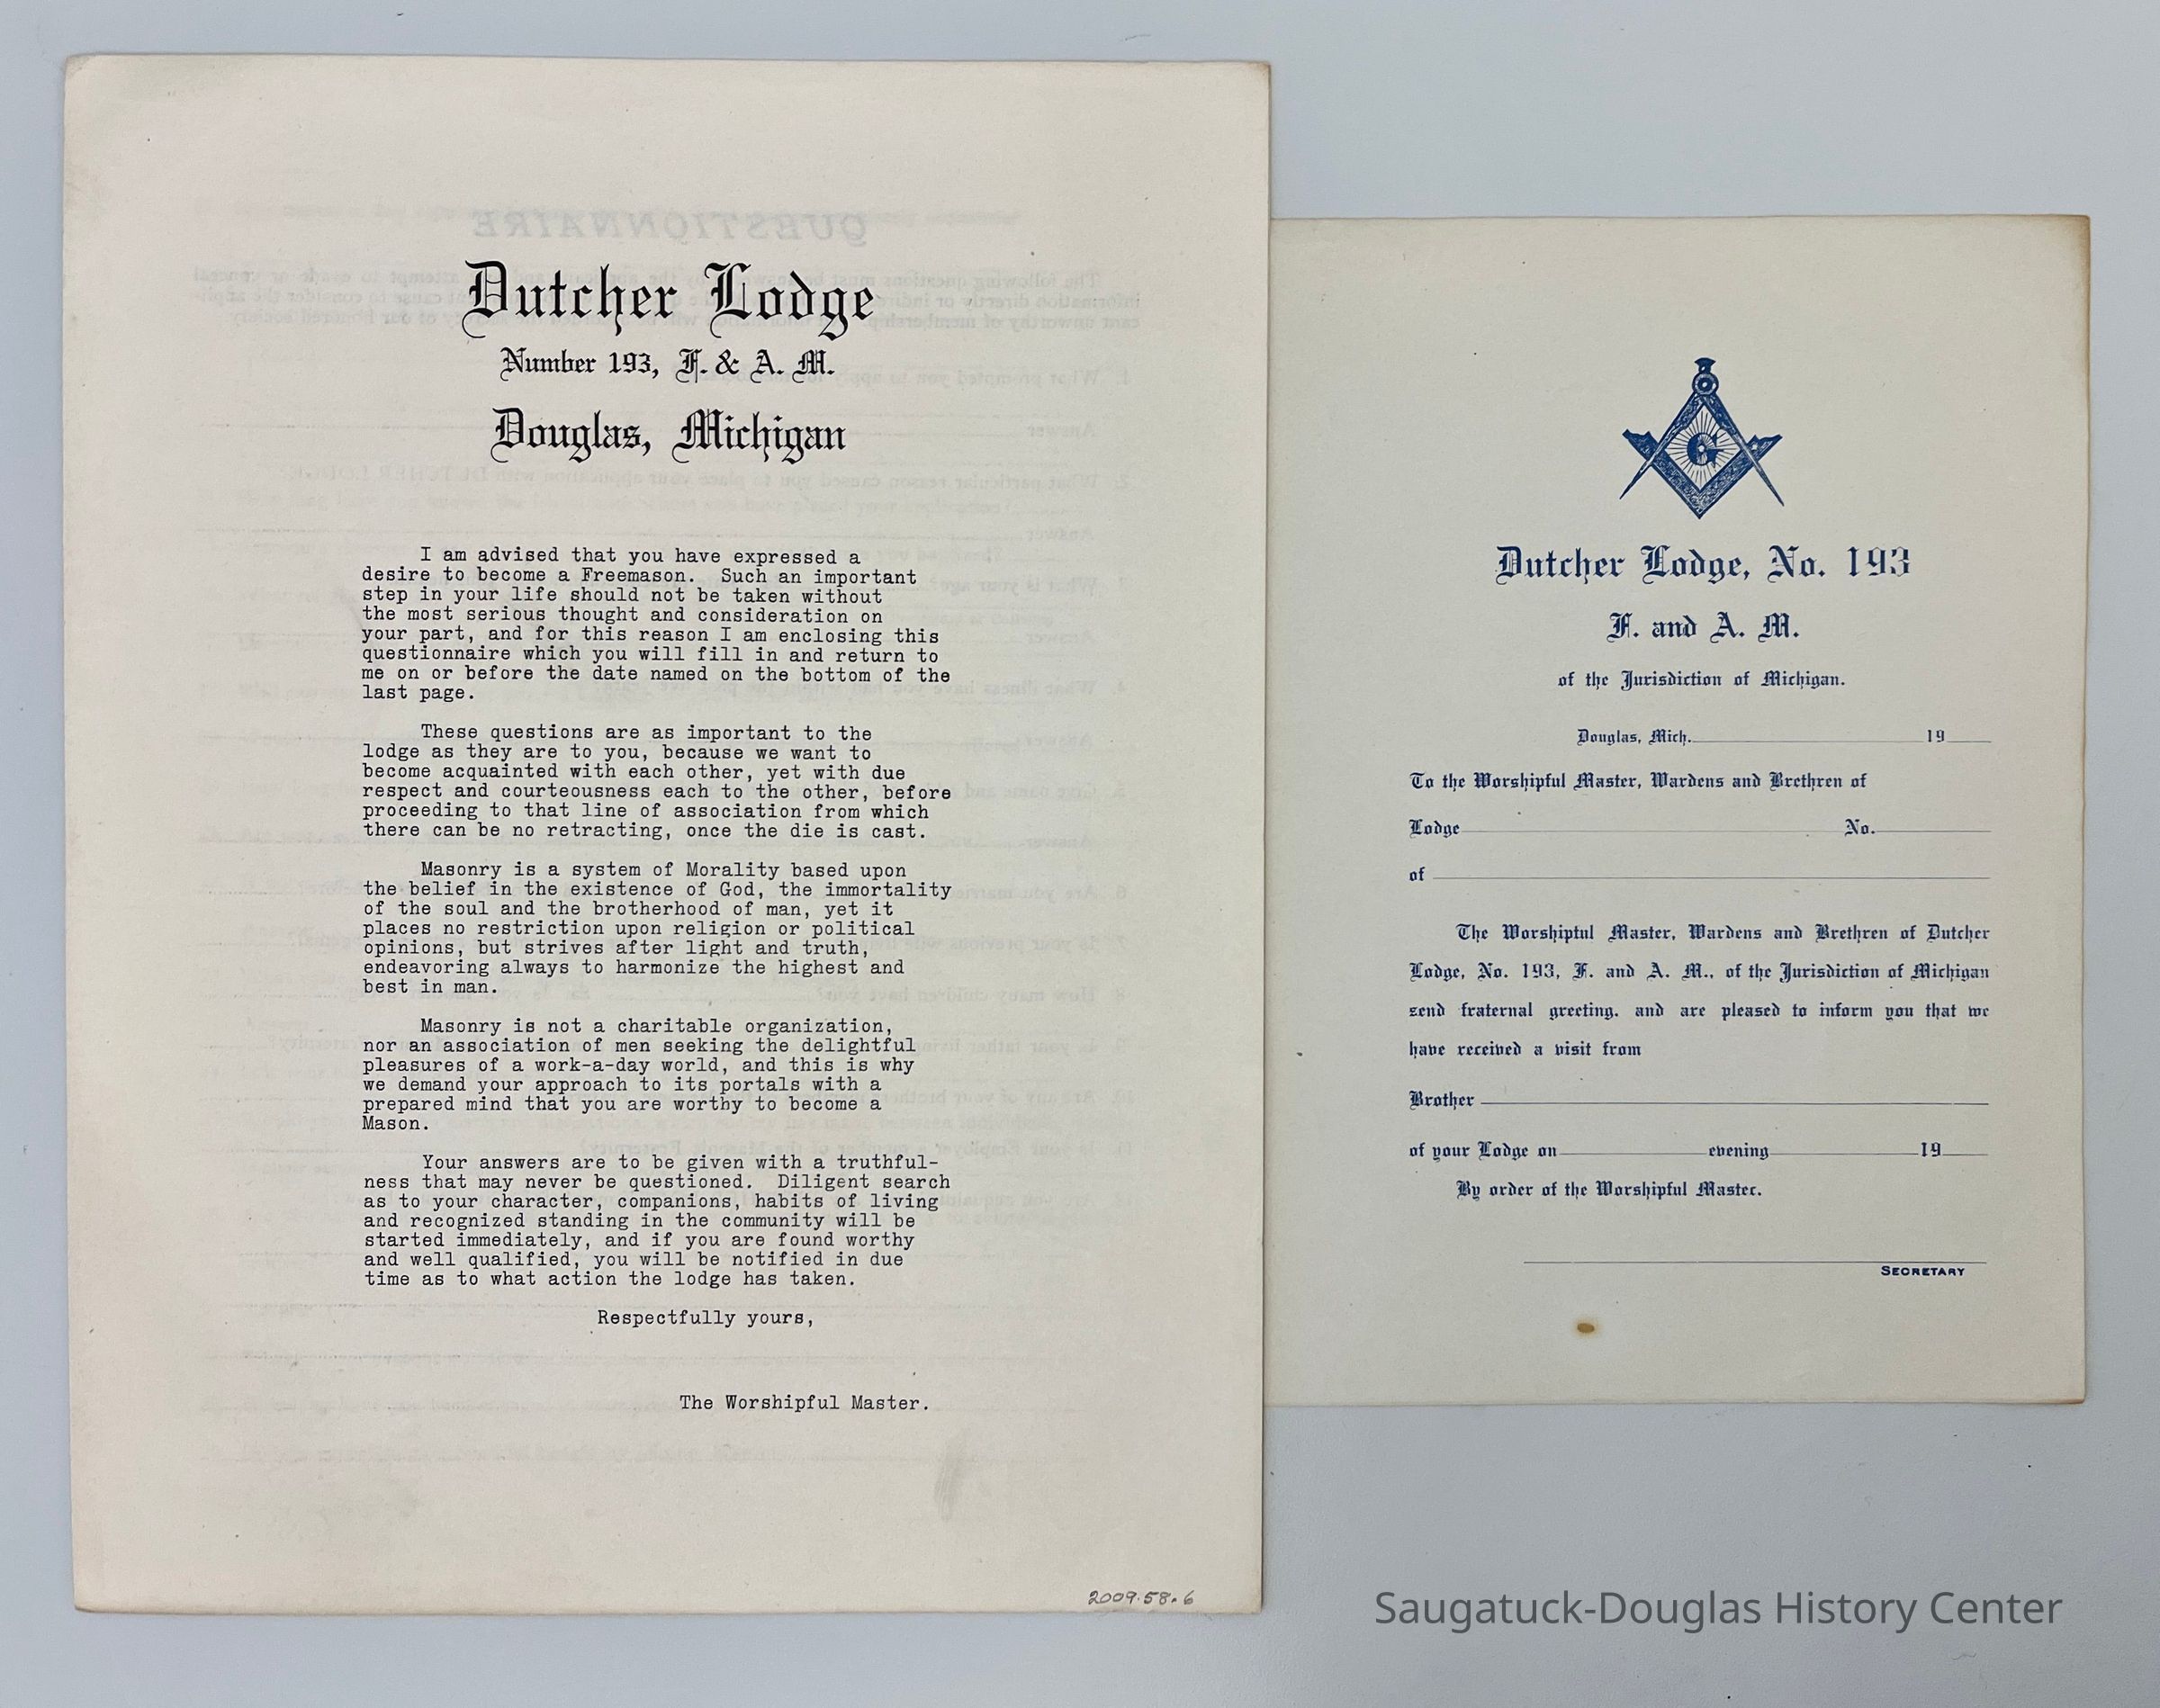 Dutcher Lodge
Number 193, F. & A. M.
Douglas, Michigan
I am advised that you have expressed a
desire to become a Freemason. Such an important
step in your life should not be taken without
the most serious thought and consideration on
your part, and for this reason I am enclosing this
questionnaire which you will fill in and return to
me on or before the date named on the bottom of the
last page.
These questions are as important to the
lodge as they are to you, because we want to
become acquainted with each other, yet with due
respect and courteousness each to the other, before
proceeding to that line of association from which
there can be no retracting, once the die is cast.
Masonry is a system of Morality based upon
the belief in the existence of God, the immortality
of the soul and the brotherhood of man, yet it
places no restriction upon religion or political
opinions, but strives after light and truth,
endeavoring always to harmonize the highest and
best in man.
Masonry is not a charitable organization,
nor an association of men seeking the delightful
pleasures of a work-a-day world, and this is why
we demand your approach to its portals with a
prepared mind that you are worthy to become a
Mason.
Your answers are to be given with a truthful-
ness that may never be questioned. Diligent search
as to your character, companions, habits of living
and recognized standing in the community will be
started immediately, and if you are found worthy
and well qualified, you will be notified in due
time as to what action the lodge has taken.
Respectfully yours,
The Worshipful Master.
2009.58.6
G
Dutcher Lodge, No. 193
F. and A. M.
of the Jurisdiction of Michigan.
Douglas, Mich. 19
To the Worshipful Master, Wardens and Brethren of
Lodge No.
of
The Worshipful Master, Wardens and Brethren of Dutcher
Lodge, No. 193, F. and A. M., of the Jurisdiction of Michigan
send fraternal greeting, and are pleased to inform you that we
have received a visit from
Brother
of your Lodge on evening 19
By order of the Worshipful Master.
SECRETARY
Saugatuck-Douglas History Center